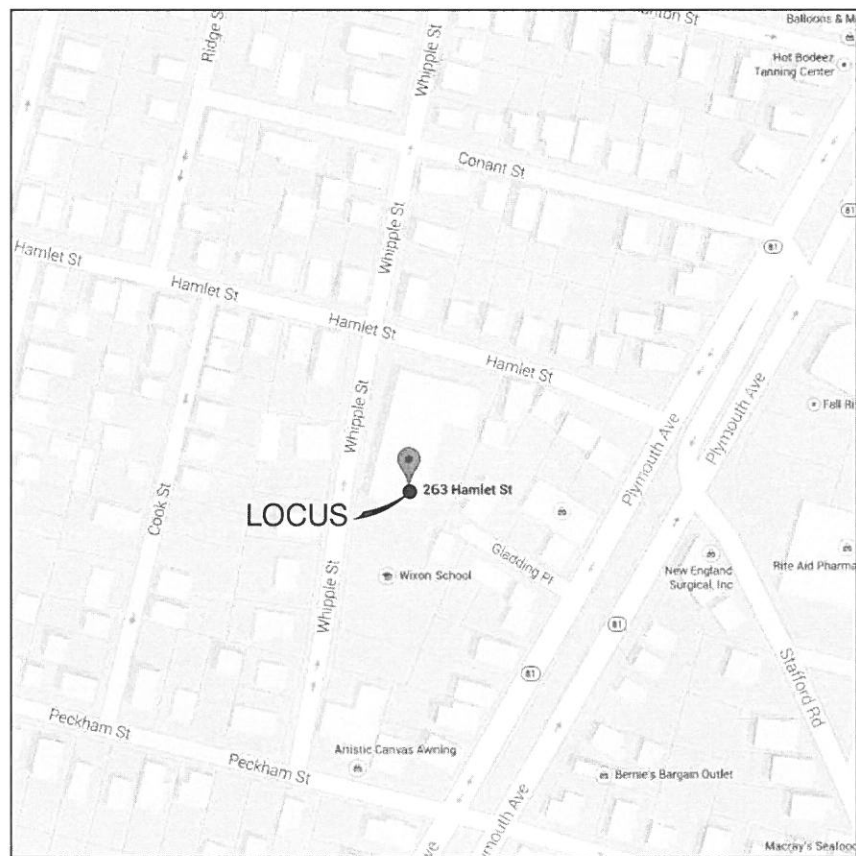 Balloons &
Hot Bodeez
Tanning Center
Ridge
Whipple St
Conant St
81
81
Whipple St
Hamlet St
Hamlet St
Hamlet St
Hamlet St
Plymouth Ave
Plymouth Ave
Whipple St
263 Hamlet St
LOCUS
Cook St
Gladding Pl
New England
Surgical, Inc
Rite Aid
Wixon School
81
81
Whipple St
Stafford Rd
Peckham St
Peckham St
Artistic Canvas Awning
Bernie's Bargain Outlet
Plymouth Ave
Macray's Seafood